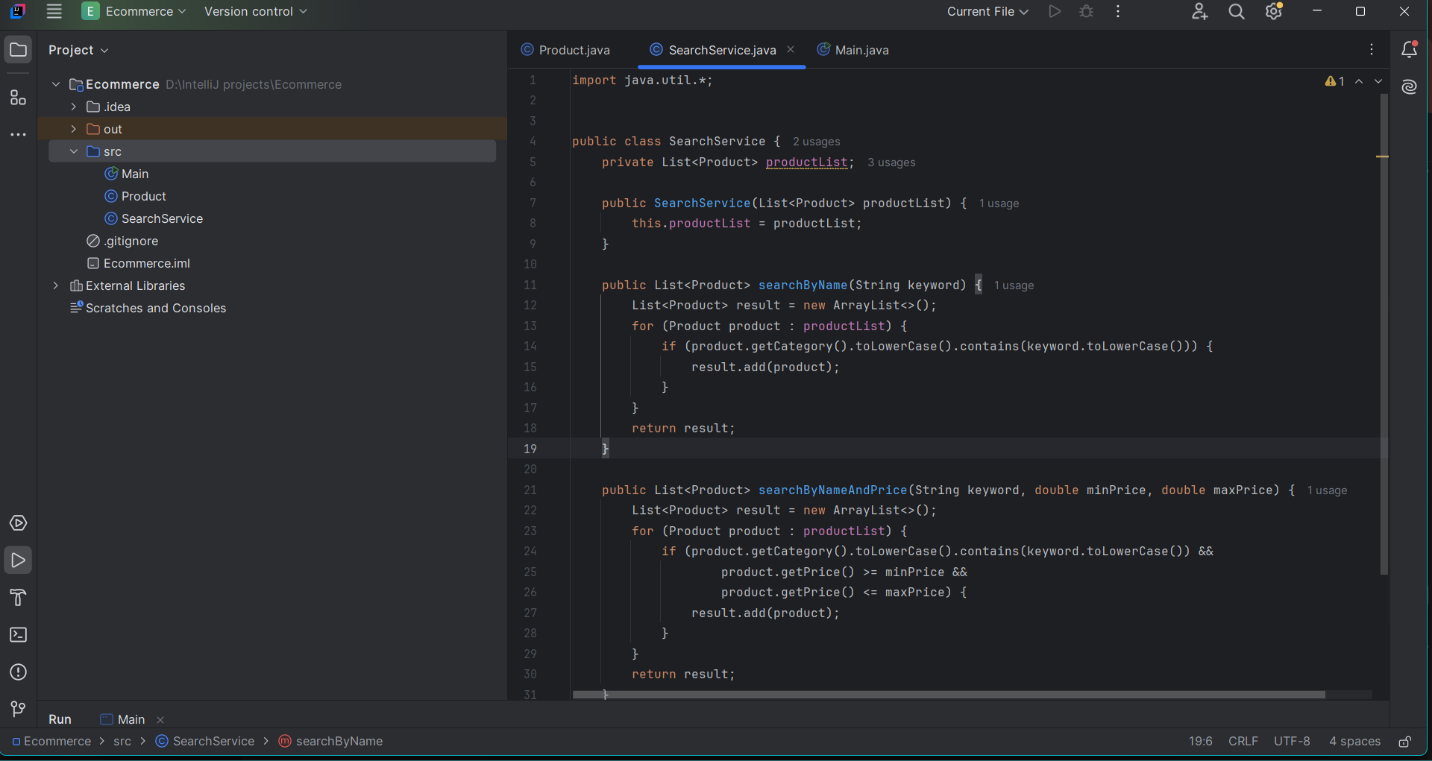 E Ecommerce Version control Current File
Project
Ecommerce D:\IntelliJ projects\Ecommerce
.idea
out
src
Main
Product
SearchService
.gitignore
Ecommerce.iml
External Libraries
Scratches and Consoles
Product.java SearchService.java Main.java
1 import java.util.*; 1
2
3
4 public class SearchService { 2 usages
5 private List<Product> productList; 3 usages
6
7 public SearchService(List<Product> productList) { 1 usage
8 this.productList = productList;
9 }
10
11 public List<Product> searchByName(String keyword) { 1 usage
12 List<Product> result = new ArrayList<>();
13 for (Product product : productList) {
14 if (product.getCategory().toLowerCase().contains(keyword.toLowerCase())) {
15 result.add(product);
16 }
17 }
18 return result;
19 }
20
21 public List<Product> searchByNameAndPrice(String keyword, double minPrice, double maxPrice) { 1 usage
22 List<Product> result = new ArrayList<>();
23 for (Product product : productList) {
24 if (product.getCategory().toLowerCase().contains(keyword.toLowerCase()) &&
25 product.getPrice() >= minPrice &&
26 product.getPrice() <= maxPrice) {
27 result.add(product);
28 }
29 }
30 return result;
31 }
Run Main
Ecommerce > src > SearchService > searchByName 19:6 CRLF UTF-8 4 spaces